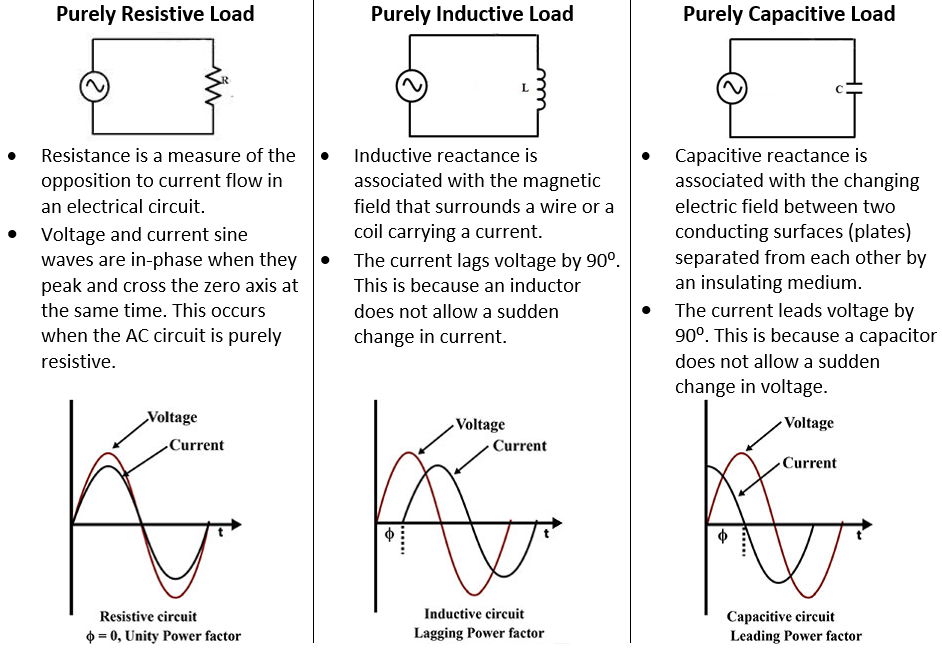 Purely Resistive Load
R
• Resistance is a measure of the
opposition to current flow in
an electrical circuit.
• Voltage and current sine
waves are in-phase when they
peak and cross the zero axis at
the same time. This occurs
when the AC circuit is purely
resistive.
Voltage
Current
t
Resistive circuit
ϕ = 0, Unity Power factor
Purely Inductive Load
L
• Inductive reactance is
associated with the magnetic
field that surrounds a wire or a
coil carrying a current.
• The current lags voltage by 90⁰.
This is because an inductor
does not allow a sudden
change in current.
Voltage
Current
ϕ
t
Inductive circuit
Lagging Power factor
Purely Capacitive Load
C
• Capacitive reactance is
associated with the changing
electric field between two
conducting surfaces (plates)
separated from each other by
an insulating medium.
• The current leads voltage by
90⁰. This is because a capacitor
does not allow a sudden
change in voltage.
Voltage
Current
ϕ
t
Capacitive circuit
Leading Power factor